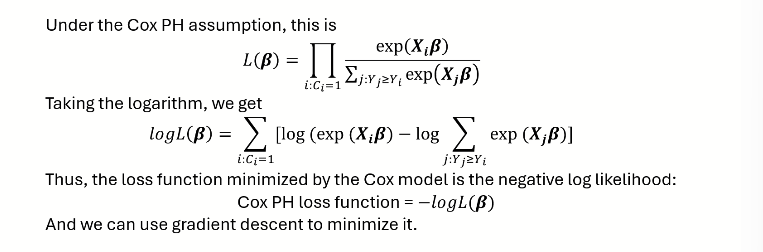 Under the Cox PH assumption, this is
L(β) = ∏_{i:C_i=1} exp(X_iβ) / ∑_{j:Y_j≥Y_i} exp(X_jβ)
Taking the logarithm, we get
logL(β) = ∑_{i:C_i=1} [log (exp (X_iβ) − log ∑_{j:Y_j≥Y_i} exp (X_jβ)]
Thus, the loss function minimized by the Cox model is the negative log likelihood:
Cox PH loss function = −logL(β)
And we can use gradient descent to minimize it.